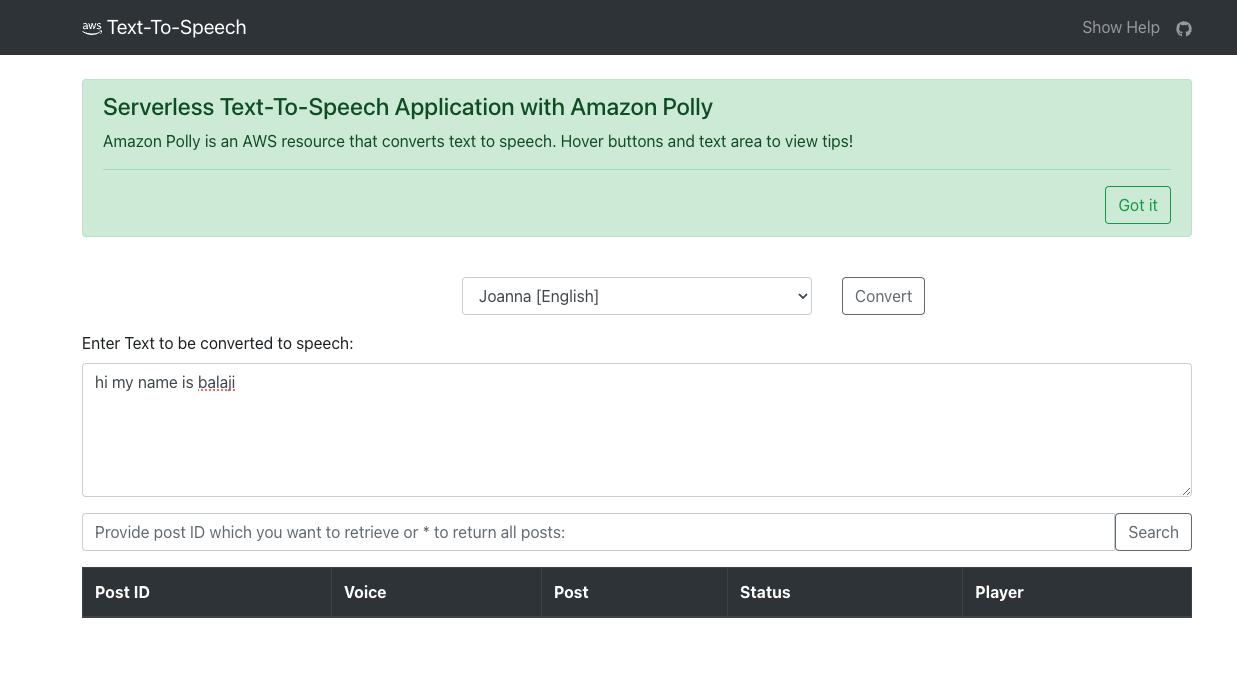 aws Text-To-Speech
Show Help
Serverless Text-To-Speech Application with Amazon Polly
Amazon Polly is an AWS resource that converts text to speech. Hover buttons and text area to view tips!
Got it
Joanna [English]
Convert
Enter Text to be converted to speech:
hi my name is balaji
Provide post ID which you want to retrieve or * to return all posts:
Search
Post ID
Voice
Post
Status
Player